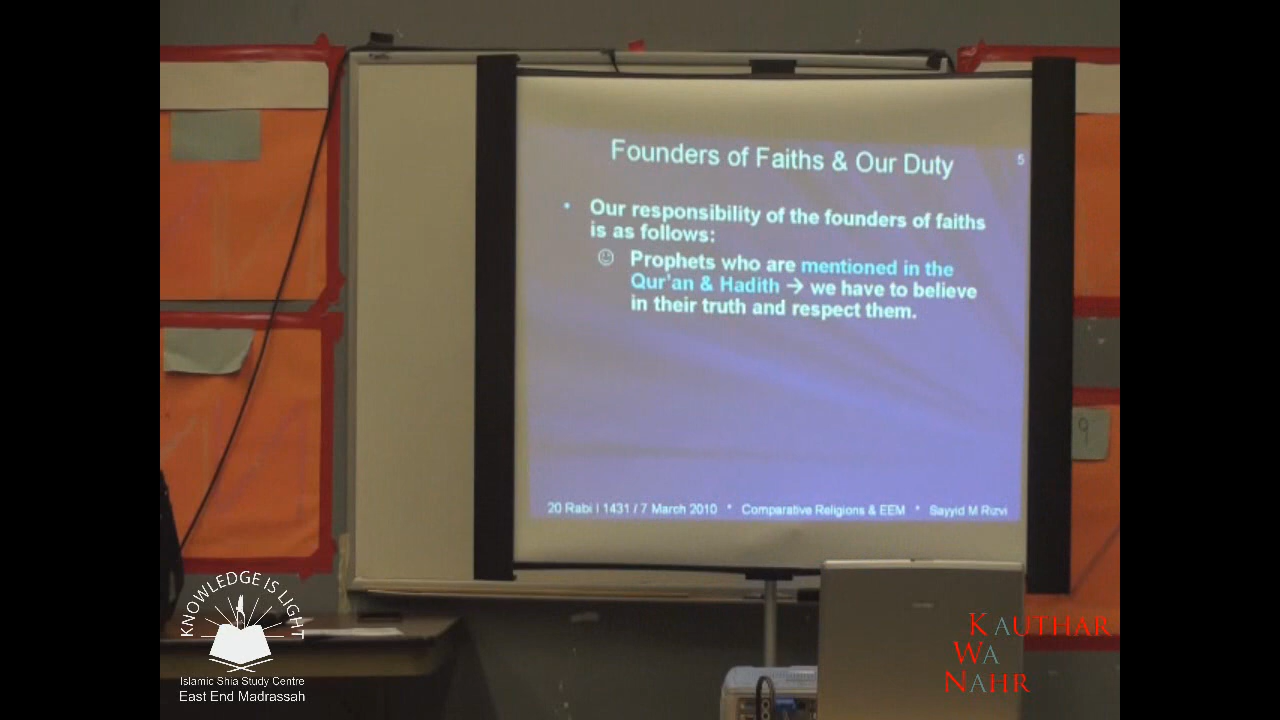 Founders of Faiths & Our Duty
5
• Our responsibility of the founders of faiths
is as follows:
☺ Prophets who are mentioned in the
Qur'an & Hadith → we have to believe
in their truth and respect them.
20 Rabi I 1431 / 7 March 2010 * Comparative Religions & EEM * Sayyid M Rizvi
9
KNOWLEDGE IS LIGHT
Islamic Shia Study Centre
East End Madrassah
KAUTHAR
WA
NAHR